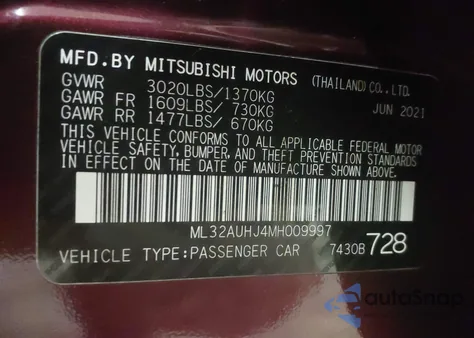 MFD.BY MITSUBISHI MOTORS (THAILAND)CO.,LTD.
GVWR 3020LBS/1370KG JUN 2021
GAWR FR 1609LBS/ 730KG
GAWR RR 1477LBS/ 670KG
THIS VEHICLE CONFORMS TO ALL APPLICABLE FEDERAL MOTOR
VEHICLE SAFETY, BUMPER, AND THEFT PREVENTION STANDARDS
IN EFFECT ON THE DATE OF MANUFACTURE SHOWN ABOVE.
ML32AUHJ4MH009997
VEHICLE TYPE:PASSENGER CAR 7430B 728
autoSnap